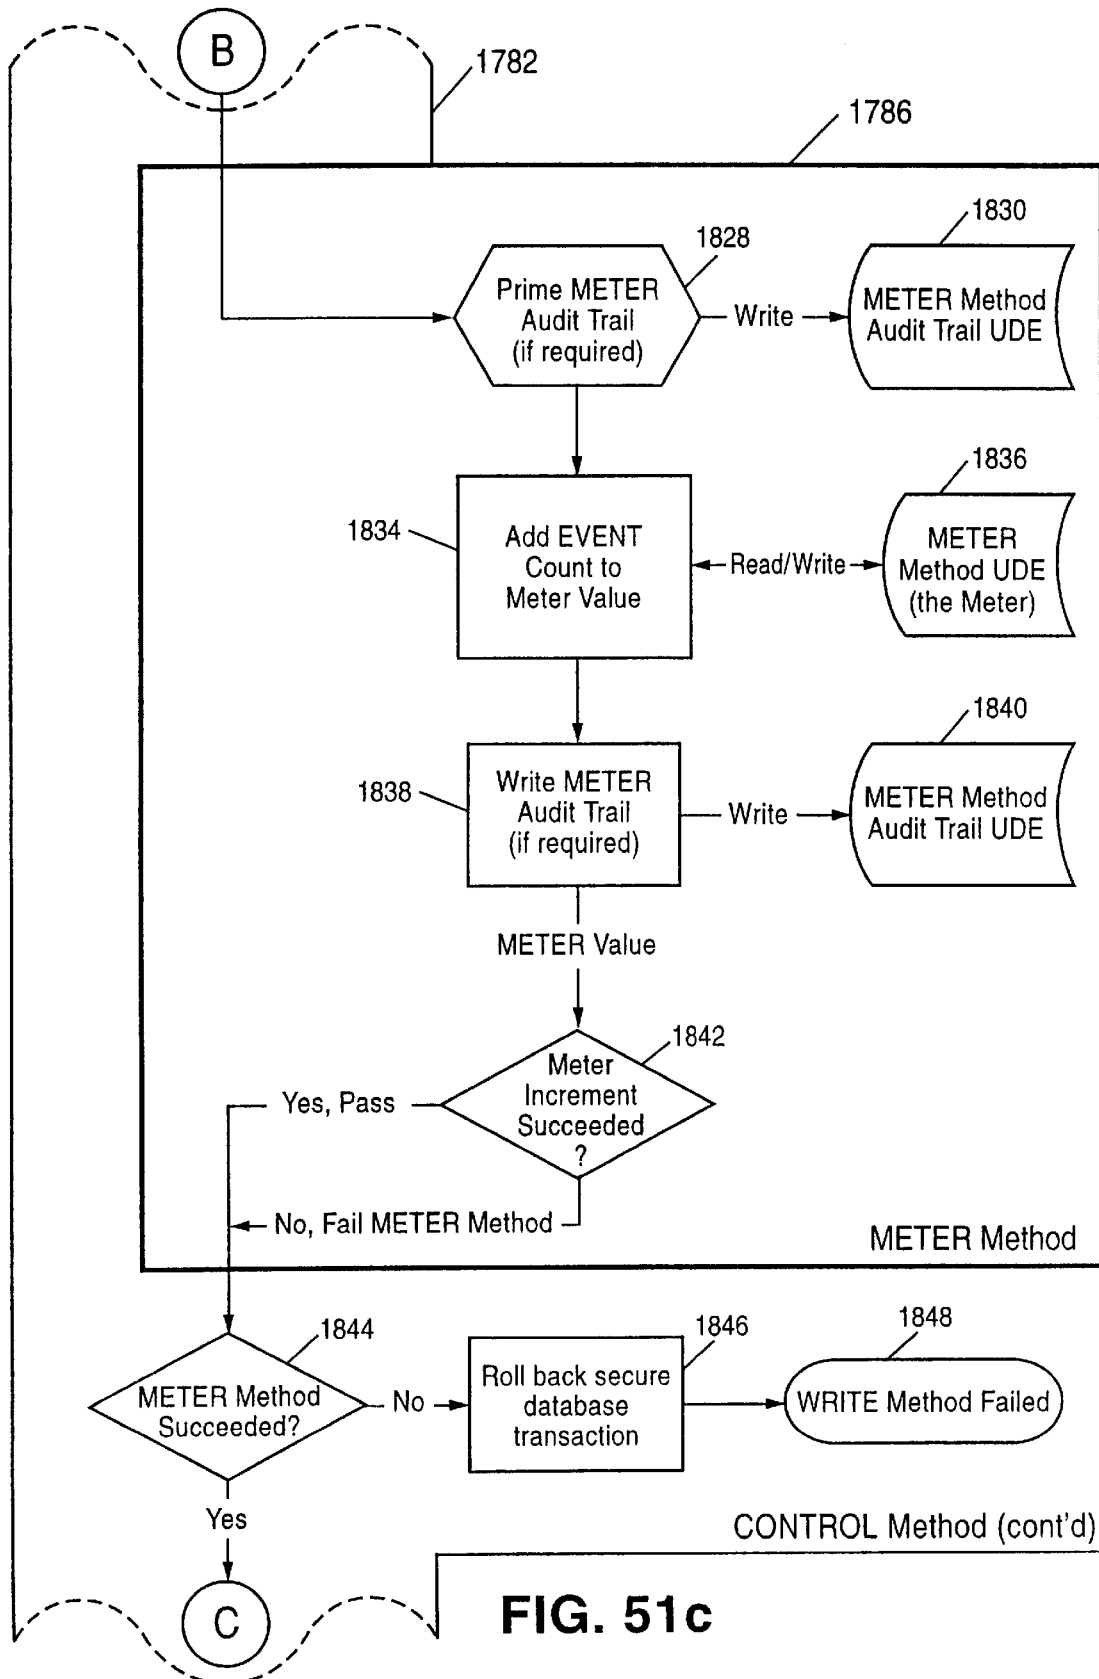 B
1782
1786
1828
1830
Prime METER
Audit Trail
(if required)
Write
METER Method
Audit Trail UDE
1834
Add EVENT
Count to
Meter Value
Read/Write
1836
METER
Method UDE
(the Meter)
1838
Write METER
Audit Trail
(if required)
Write
1840
METER Method
Audit Trail UDE
METER Value
1842
Meter
Increment
Succeeded
?
Yes, Pass
No, Fail METER Method
METER Method
1844
METER Method
Succeeded?
No
1846
Roll back secure
database
transaction
1848
WRITE Method Failed
Yes
CONTROL Method (cont'd)
C
FIG. 51c